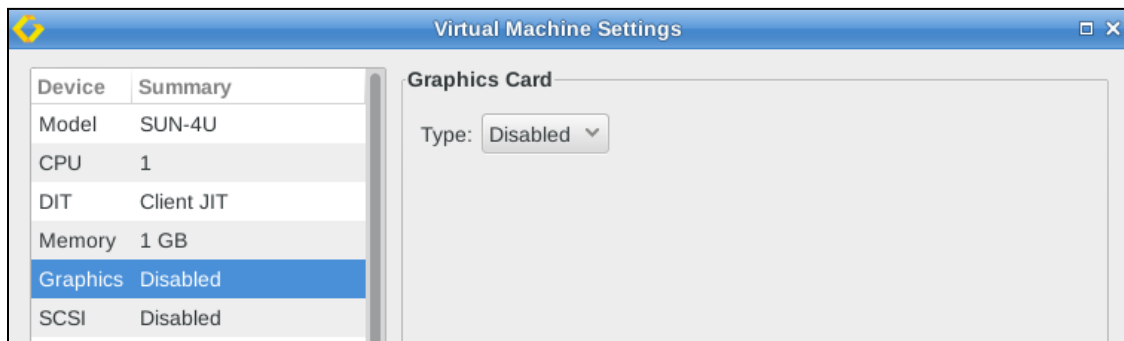 Virtual Machine Settings
Device Summary
Model SUN-4U
CPU 1
DIT Client JIT
Memory 1 GB
Graphics Disabled
SCSI Disabled
Graphics Card
Type: Disabled